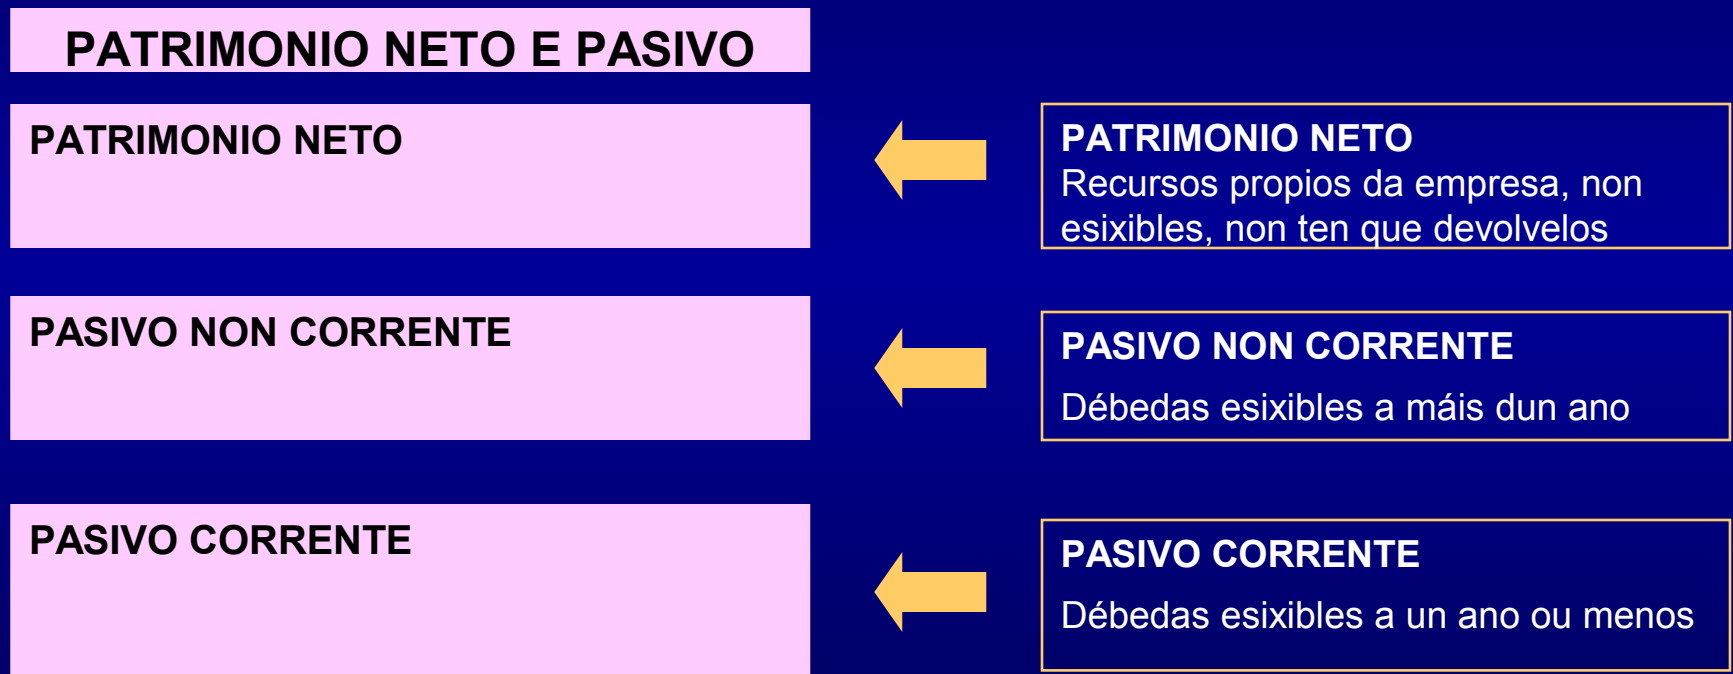 PATRIMONIO NETO E PASIVO
PATRIMONIO NETO
PATRIMONIO NETO
Recursos propios da empresa, non
esixibles, non ten que devolvelos
PASIVO NON CORRENTE
PASIVO NON CORRENTE
Débedas esixibles a máis dun ano
PASIVO CORRENTE
PASIVO CORRENTE
Débedas esixibles a un ano ou menos